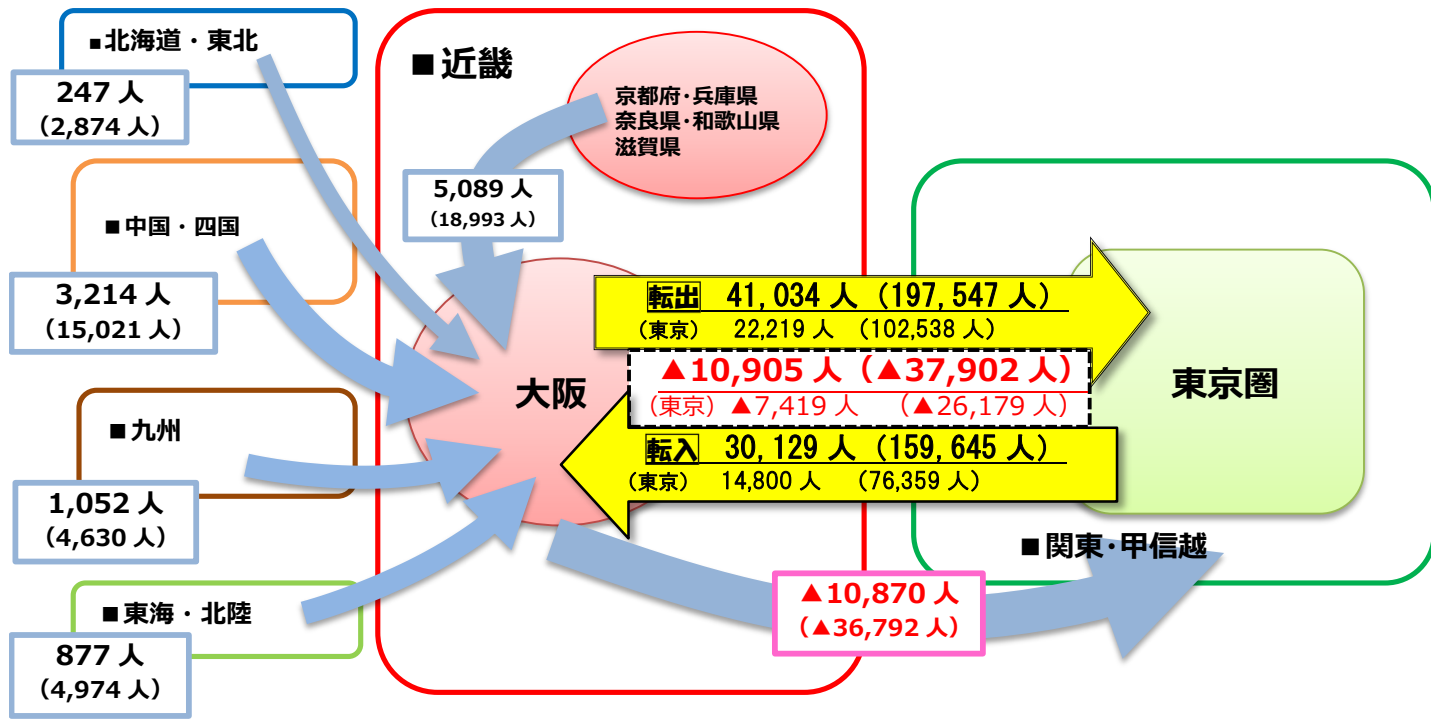 ■北海道・東北
247 人
（2,874 人）
■中国・四国
3,214 人
（15,021 人）
■九州
1,052 人
（4,630 人）
■東海・北陸
877 人
（4,974 人）
■近畿
京都府・兵庫県
奈良県・和歌山県
滋賀県
5,089 人
（18,993 人）
大阪
転出 41,034 人（197,547 人）
（東京） 22,219 人 （102,538 人）
▲10,905 人（▲37,902 人）
（東京）▲7,419 人 （▲26,179 人）
転入 30,129 人（159,645 人）
（東京） 14,800 人 （76,359 人）
東京圏
■関東・甲信越
▲10,870 人
（▲36,792 人）